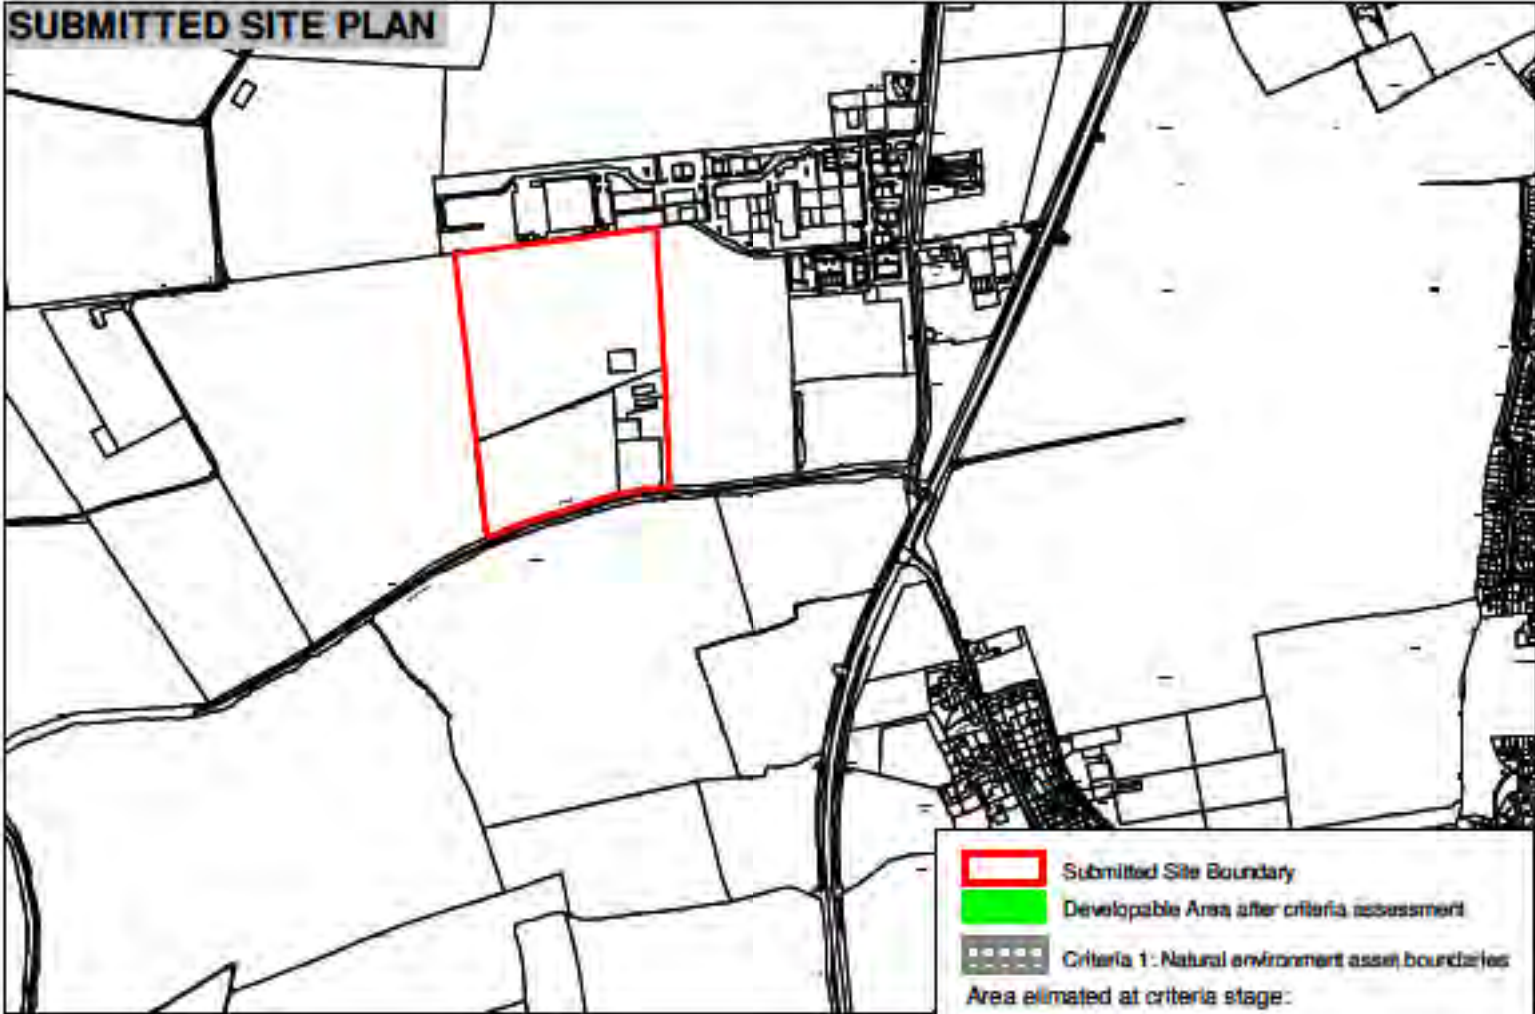 SUBMITTED SITE PLAN
Submitted Site Boundary
Developable Area after criteria assessment
Criteria 1: Natural environment asset boundaries
Area elimated at criteria stage: